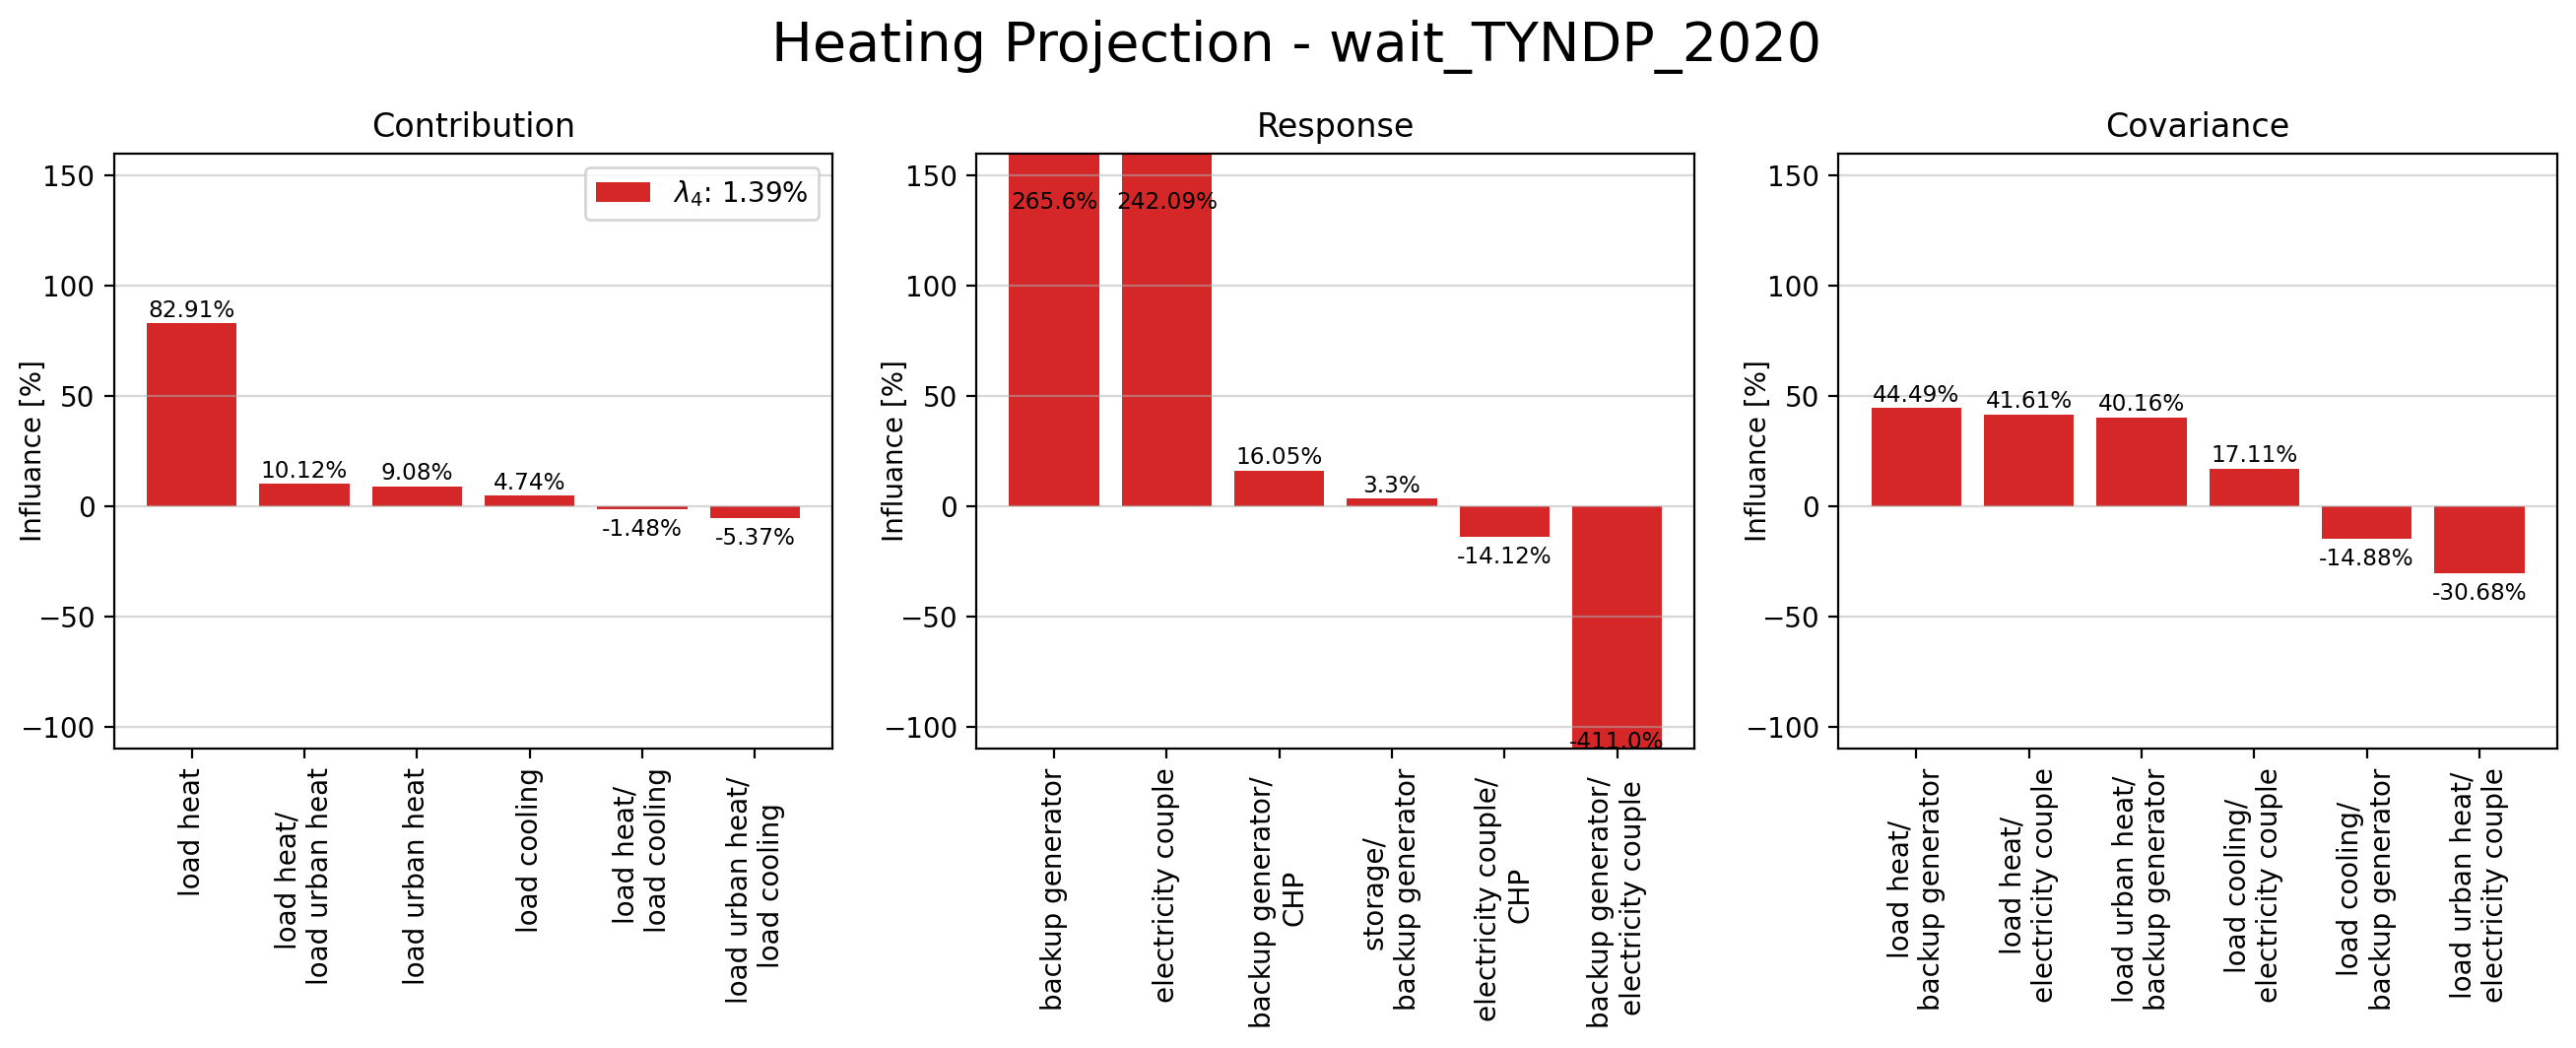 Heating Projection - wait_TYNDP_2020
Contribution
Influance [%]
150
100
50
0
−50
−100
λ4: 1.39%
82.91%
10.12%
9.08%
4.74%
-1.48%
-5.37%
load heat
load heat/
load urban heat
load urban heat
load cooling
load heat/
load cooling
load urban heat/
load cooling
Response
Influance [%]
150
100
50
0
−50
−100
265.6%
242.09%
16.05%
3.3%
-14.12%
-411.0%
backup generator
electricity couple
backup generator/
CHP
storage/
backup generator
electricity couple/
CHP
backup generator/
electricity couple
Covariance
Influance [%]
150
100
50
0
−50
−100
44.49%
41.61%
40.16%
17.11%
-14.88%
-30.68%
load heat/
backup generator
load heat/
electricity couple
load urban heat/
backup generator
load cooling/
electricity couple
load cooling/
backup generator
load urban heat/
electricity couple